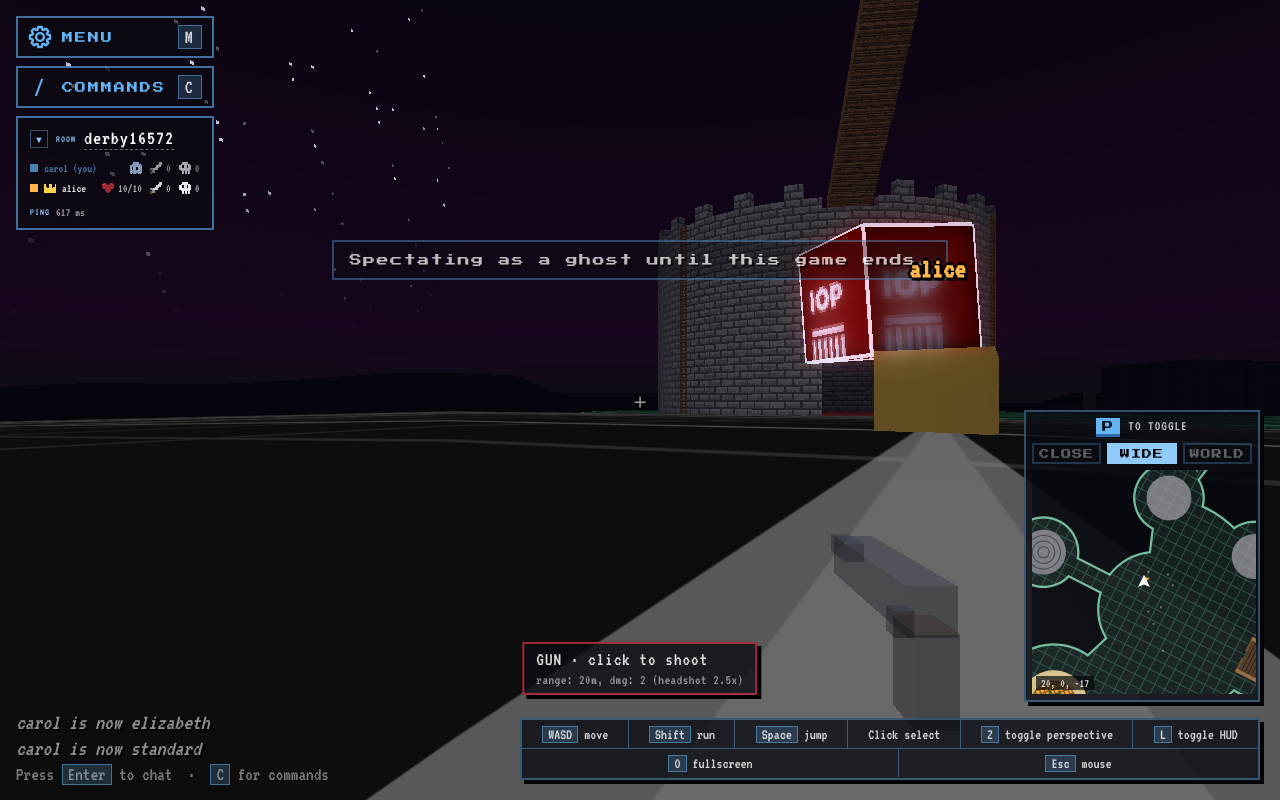 MENU M
/ COMMANDS C
ROOM derby16572
carol (you) 0 0
alice 10/10 0 0
PING 617 ms
Spectating as a ghost until this game ends
alice
P TO TOGGLE
CLOSE WIDE WORLD
20, 0, -17
GUN · click to shoot
range: 20m, dmg: 2 (headshot 2.5x)
carol is now elizabeth
carol is now standard
Press Enter to chat · C for commands
WASD move Shift run Space jump Click select Z toggle perspective L toggle HUD
O fullscreen Esc mouse